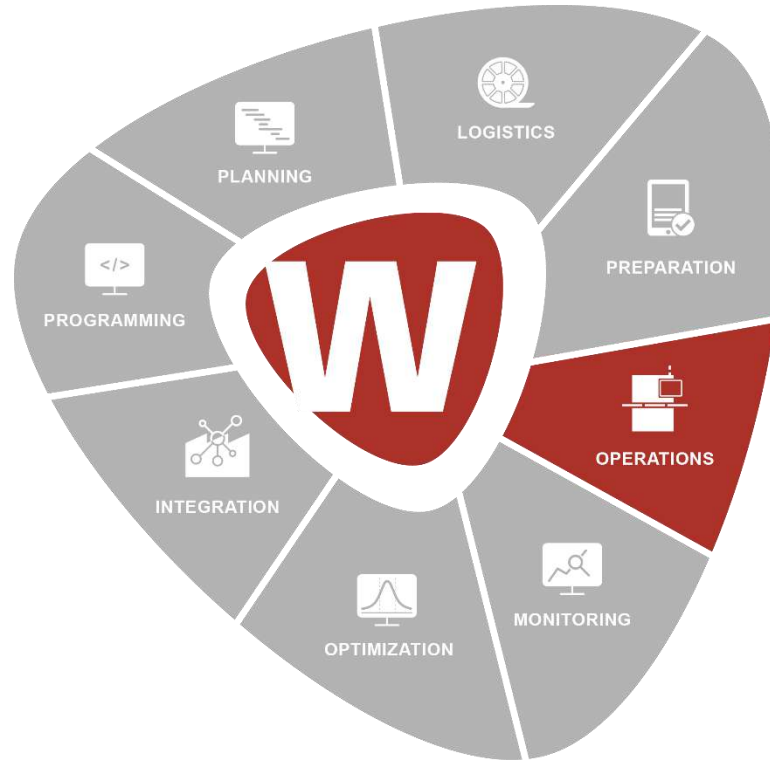 LOGISTICS
PLANNING
PREPARATION
</>
PROGRAMMING
W
OPERATIONS
INTEGRATION
MONITORING
OPTIMIZATION